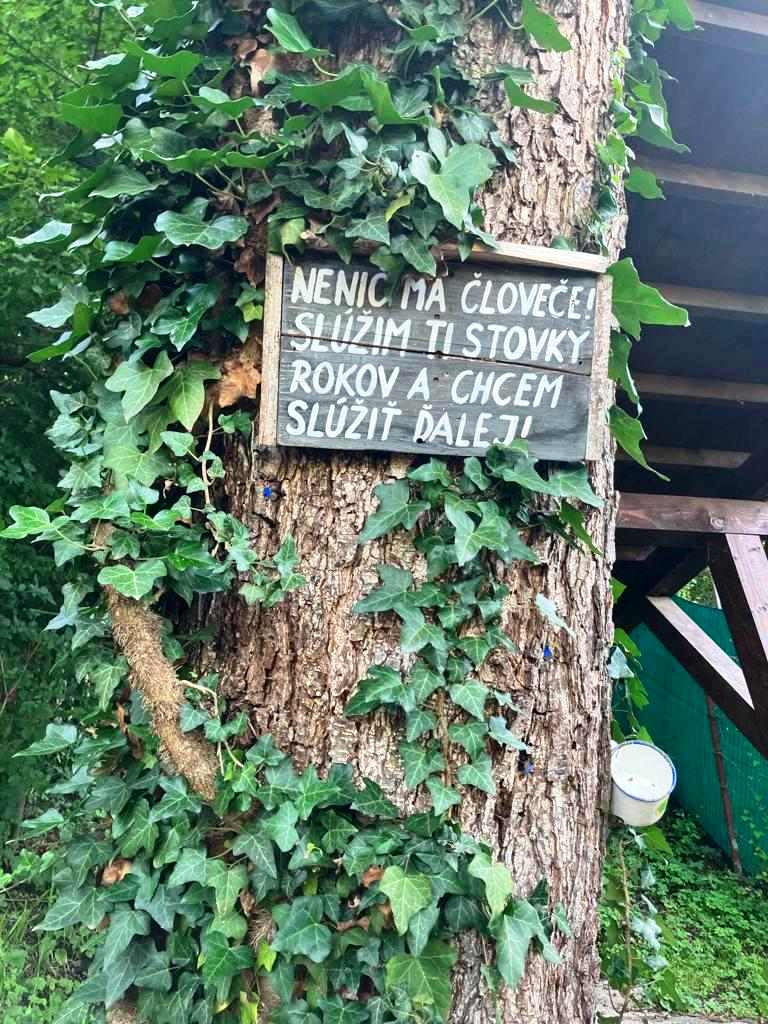 NENIČ MA ČLOVEČE!
SLÚŽIM TI STOVKY
ROKOV A CHCEM
SLÚŽIŤ ĎALEJ!